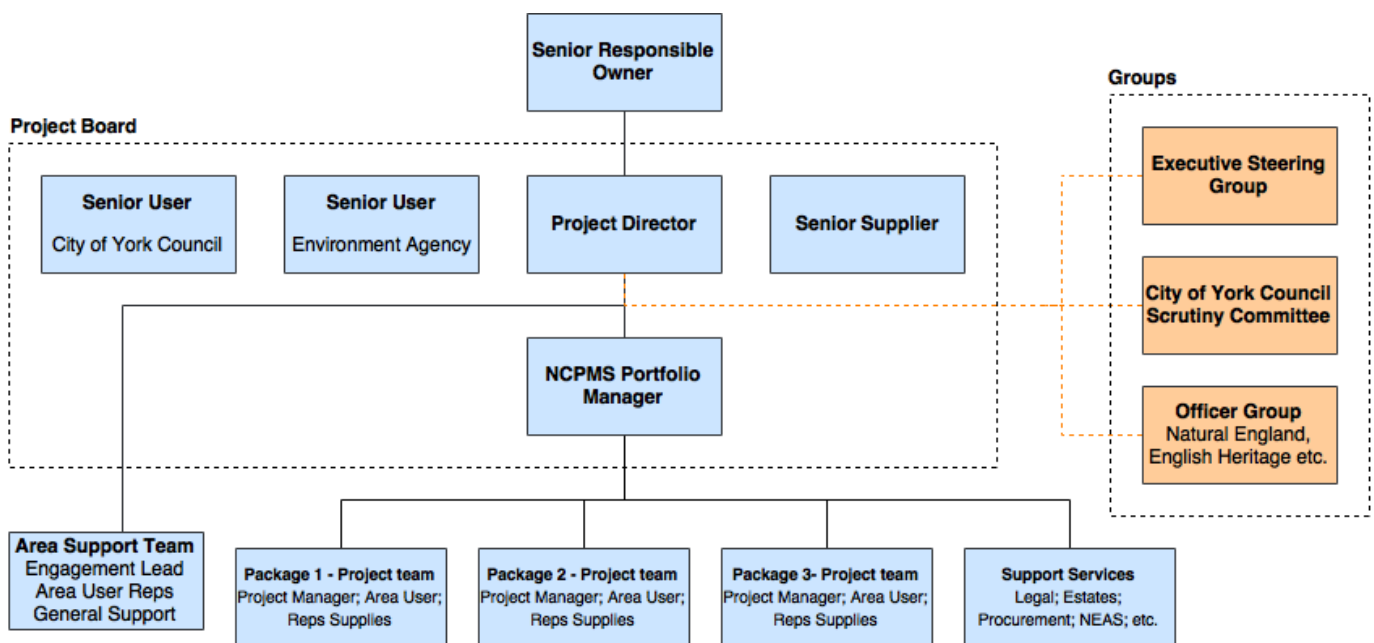 Senior Responsible
Owner
Groups
Project Board
Executive Steering
Group
Senior User
City of York Council
Senior User
Environment Agency
Project Director
Senior Supplier
City of York Council
Scrutiny Committee
NCPMS Portfolio
Manager
Officer Group
Natural England,
English Heritage etc.
Area Support Team
Engagement Lead
Area User Reps
General Support
Package 1 - Project team
Project Manager; Area User;
Reps Supplies
Package 2 - Project team
Project Manager; Area User;
Reps Supplies
Package 3- Project team
Project Manager; Area User;
Reps Supplies
Support Services
Legal; Estates;
Procurement; NEAS; etc.